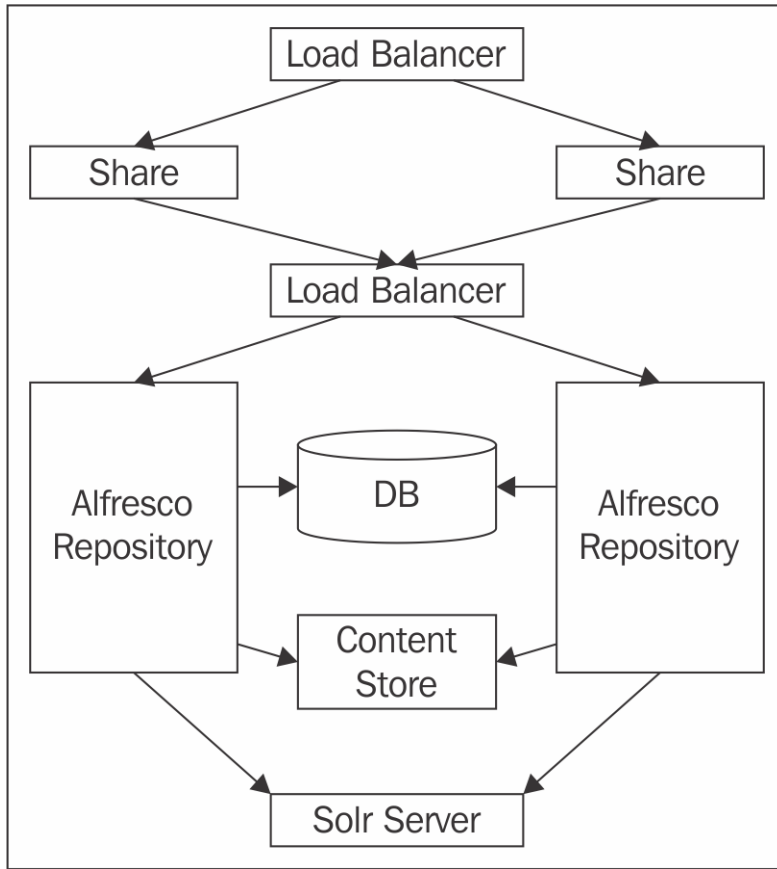 Load Balancer
Share
Share
Load Balancer
Alfresco
Repository
DB
Alfresco
Repository
Content
Store
Solr Server